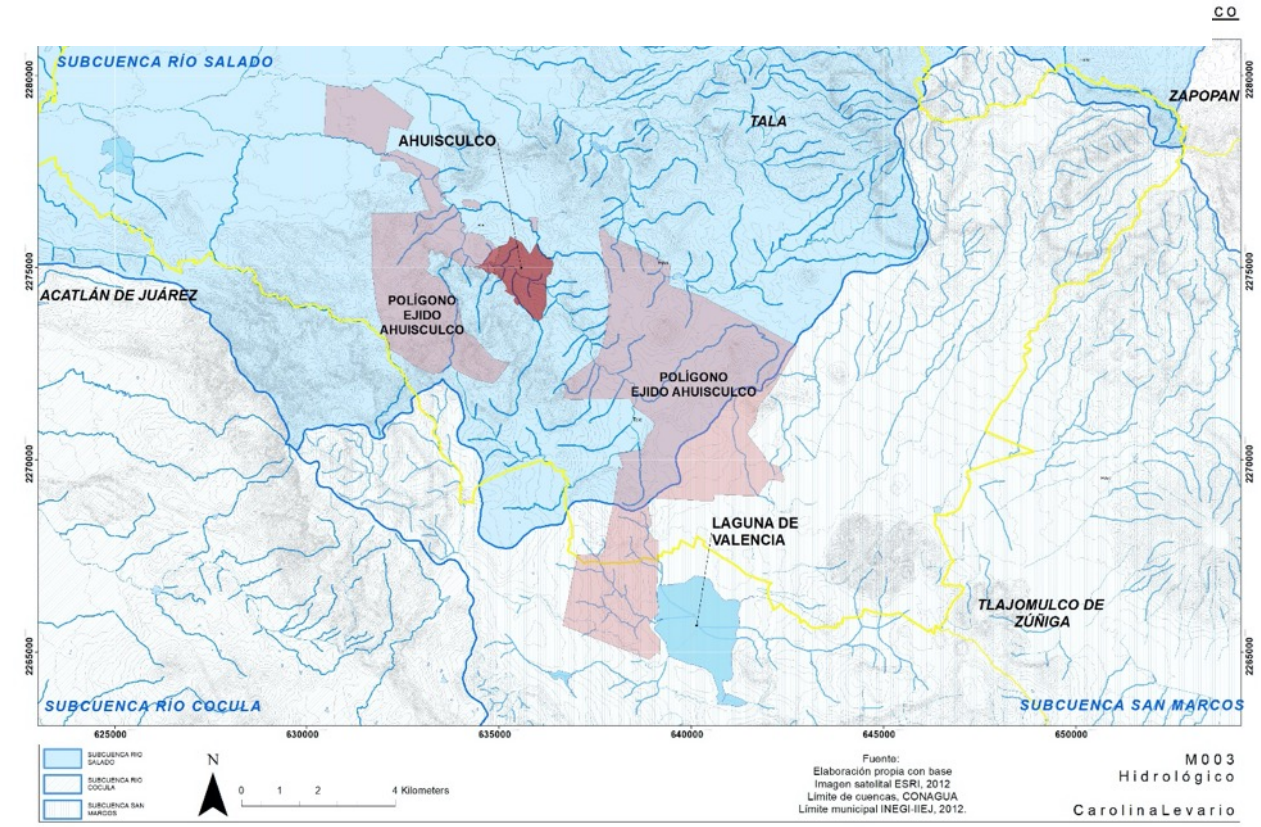 CO
SUBCUENCA RÍO SALADO
ZAPOPAN
TALA
AHUISCULCO
ACATLÁN DE JUÁREZ
POLÍGONO
EJIDO
AHUISCULCO
POLÍGONO
EJIDO AHUISCULCO
LAGUNA DE
VALENCIA
TLAJOMULCO DE
ZÚÑIGA
SUBCUENCA RÍO COCULA
SUBCUENCA SAN MARCOS
2280000
2275000
2270000
2265000
2280000
2275000
2270000
2265000
625000
630000
635000
640000
645000
650000
SUBCUENCA RIO
SALADO
SUBCUENCA RIO
COCULA
SUBCUENCA SAN
MARCOS
N
0 1 2 4 Kilometers
Fuente:
Elaboración propia con base
Imagen satelital ESRI, 2012
Límite de cuencas, CONAGUA
Límite municipal INEGI-IIEJ, 2012.
M003
Hidrológico
CarolinaLevario